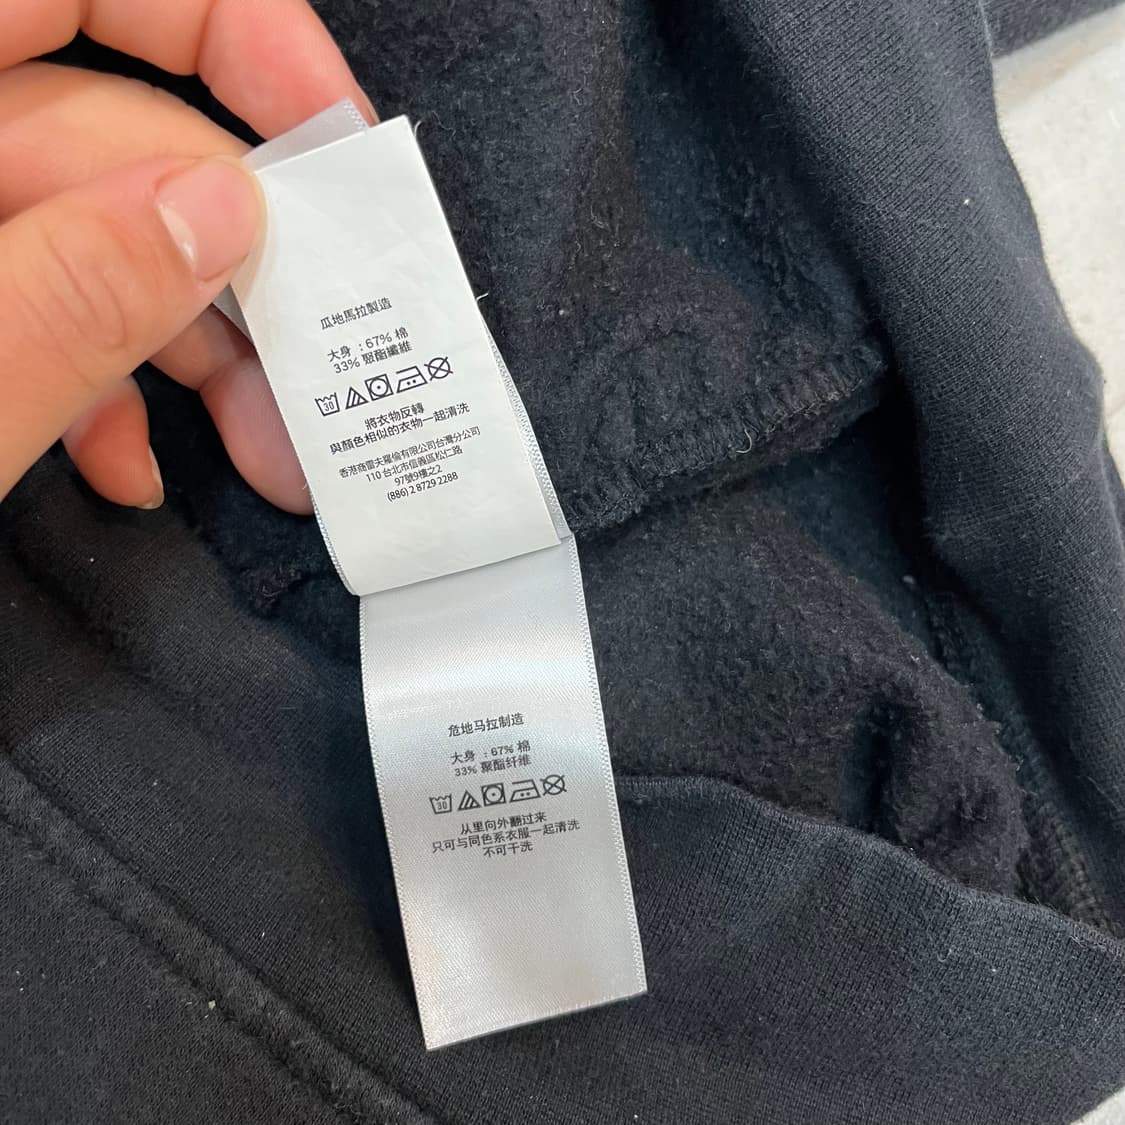 瓜地馬拉製造
大身 : 67% 棉
33% 聚酯纖維
30
將衣物反轉
與顏色相似的衣物一起清洗
香港商雷夫羅倫有限公司台灣分公司
110 台北市信義區松仁路
97號9樓之2
(886) 2 8729 2288
危地马拉制造
大身 : 67% 棉
33% 聚酯纤维
30
从里向外翻过来
只可与同色系衣服一起清洗
不可干洗